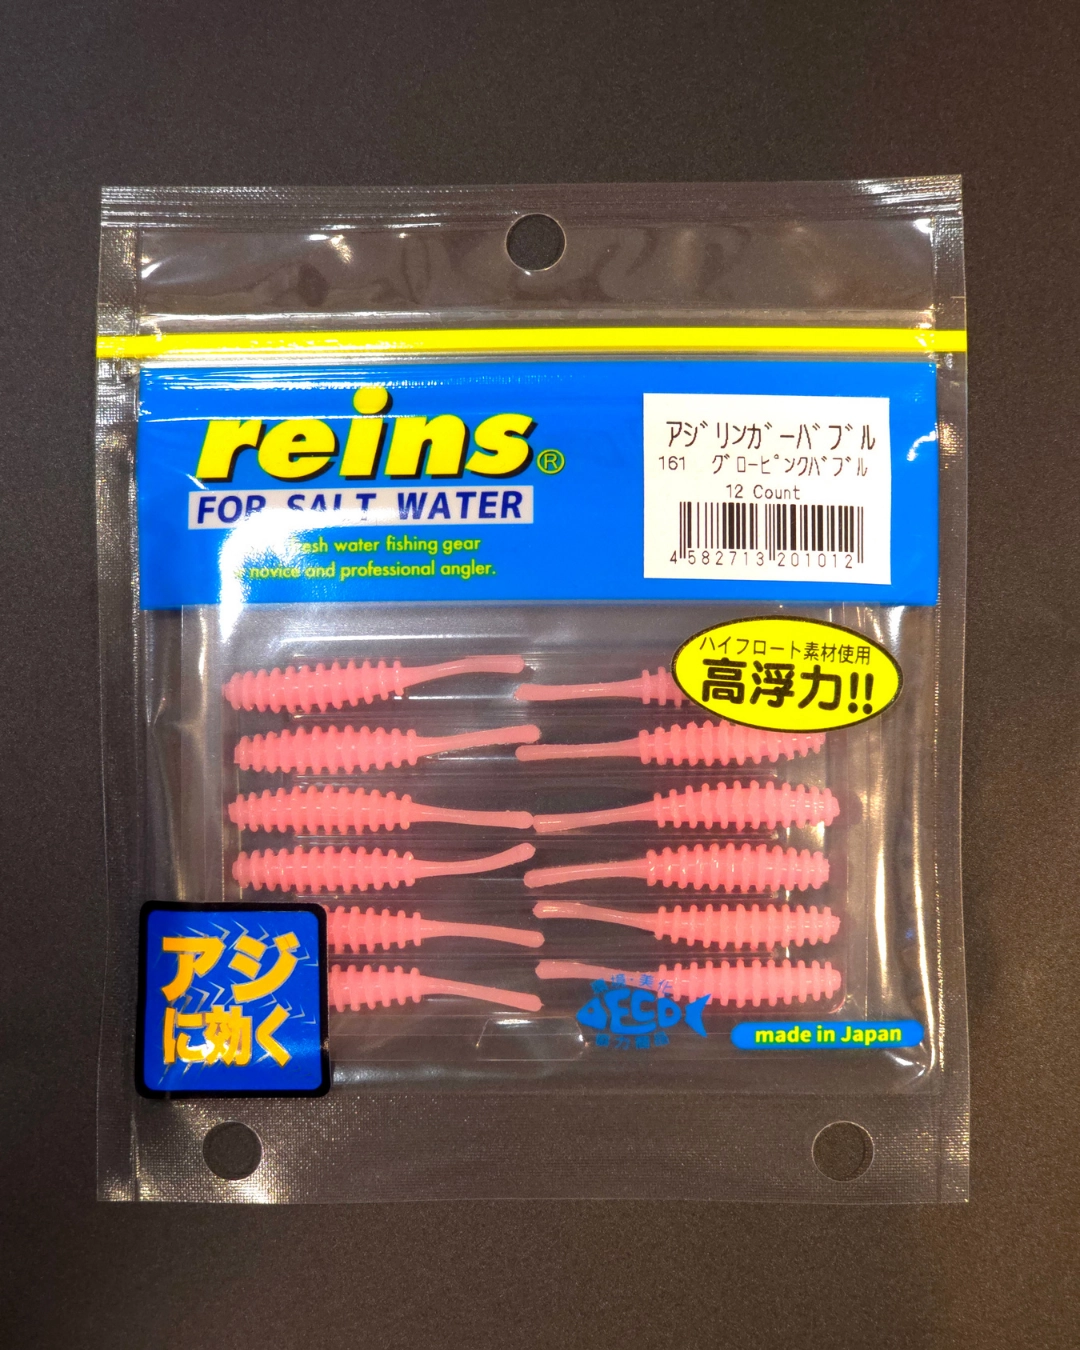 reins®
FOR SALT WATER
fresh water fishing gear
novice and professional angler.
アジリンガーバブル
161 グローピンクバブル
12 Count
4 582713 201012
ハイフロート素材使用
高浮力!!
アジ
に効く
ECO
made in Japan